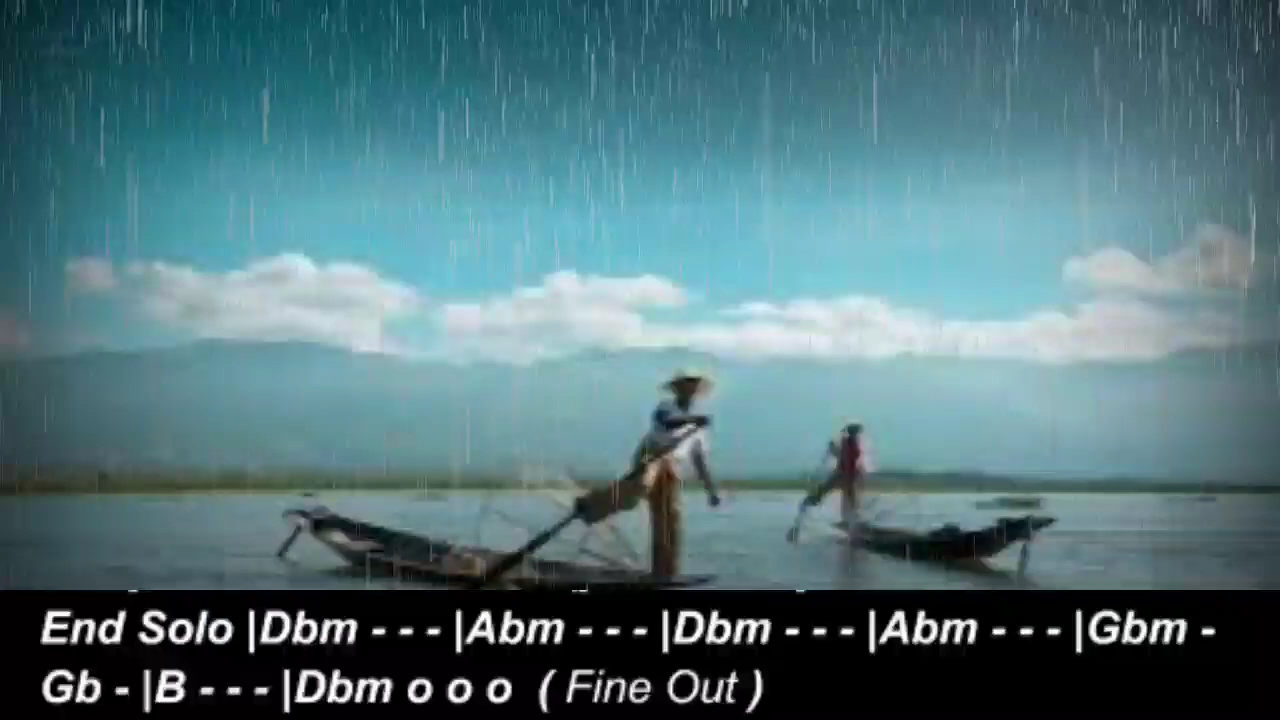 End Solo |Dbm - - - |Abm - - - |Dbm - - - |Abm - - - |Gbm -
Gb - |B - - - |Dbm o o o ( Fine Out )